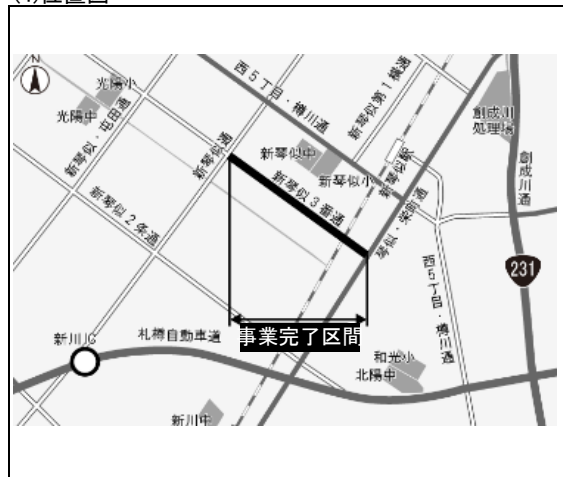 N
光陽小
光陽中
新琴似・屯田通
新琴似通
西5丁目・樽川通
新琴似第1横通
創成川
処理場
新琴似中
新琴似小
新琴似駅
新琴似3番通
新琴似2条通
琴似・栄町通
創成川通
西5丁目・樽川通
231
事業完了区間
新川JC
札樽自動車道
和光小
北陽中
新川中